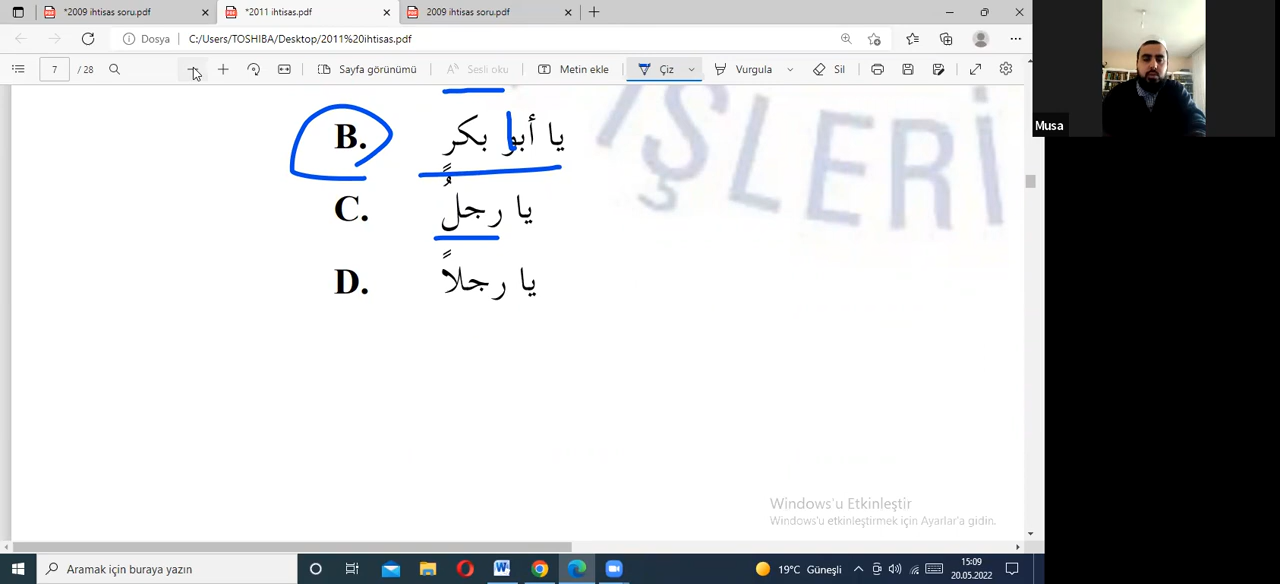 *2009 ihtisas soru.pdf
*2011 ihtisas.pdf
2009 ihtisas soru.pdf
Dosya
C:/Users/TOSHIBA/Desktop/2011%20ihtisas.pdf
7
/ 28
Sayfa görünümü
Sesli oku
Metin ekle
Çiz
Vurgula
Sil
Musa
B. يا أبو بكرٍ
C. يا رجلُ
D. يا رجلاً
İŞLERİ
Windows'u Etkinleştir
Windows'u etkinleştirmek için Ayarlar'a gidin.
Aramak için buraya yazın
19°C Güneşli
15:09
20.05.2022